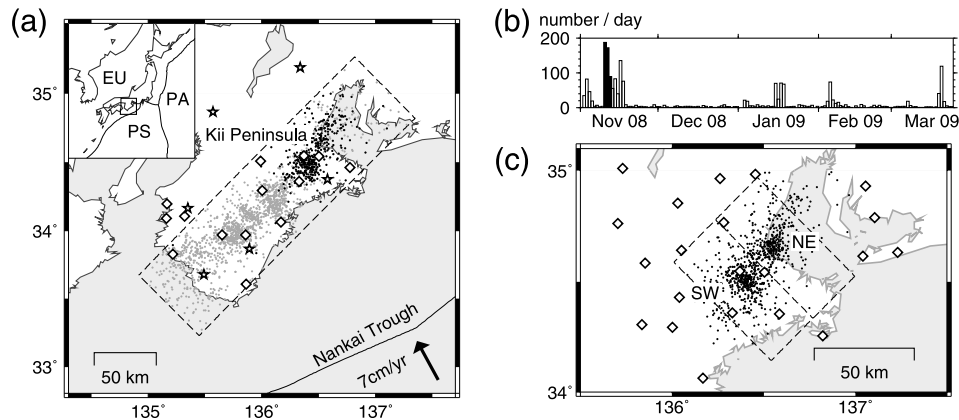 (a)
EU
PA
PS
Kii Peninsula
35°
34°
33°
Nankai Trough
7cm/yr
50 km
135°
136°
137°
(b)
number / day
200
100
0
Nov 08
Dec 08
Jan 09
Feb 09
Mar 09
(c)
35°
NE
SW
50 km
34°
136°
137°